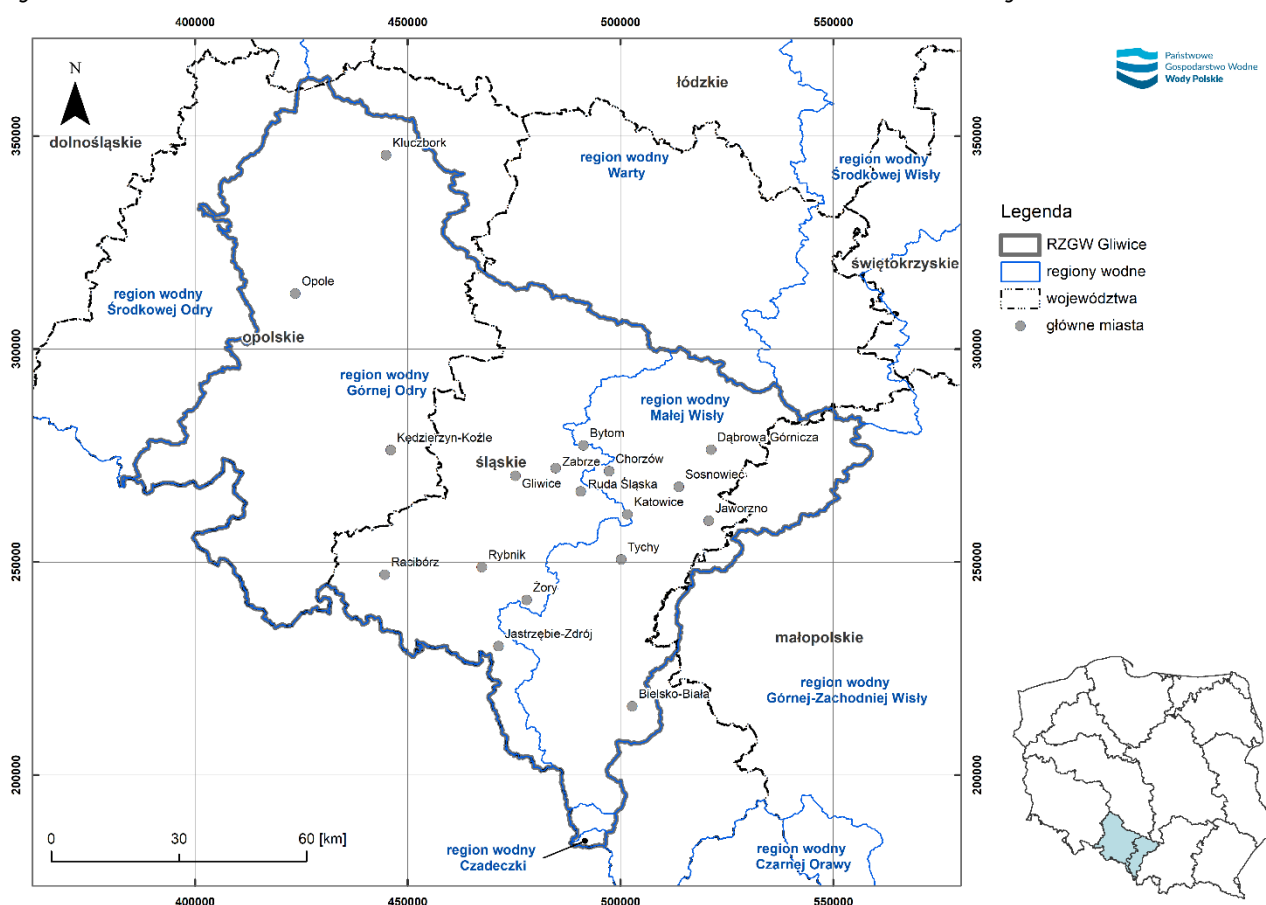 400000
450000
500000
550000
N
łódzkie
Państwowe
Gospodarstwo Wodne
Wody Polskie
350000
350000
dolnośląskie
Kluczbork
region wodny
Warty
region wodny
Środkowej Wisły
Legenda
RZGW Gliwice
regiony wodne
województwa
główne miasta
świętokrzyskie
Opole
region wodny
Środkowej Odry
opolskie
300000
300000
region wodny
Górnej Odry
region wodny
Małej Wisły
Kędzierzyn-Koźle
Bytom
Dąbrowa Górnicza
śląskie
Zabrze
Chorzów
Gliwice
Ruda Śląska
Sosnowiec
Katowice
Jaworzno
250000
250000
Racibórz
Rybnik
Tychy
Żory
Jastrzębie-Zdrój
małopolskie
region wodny
Górnej-Zachodniej Wisły
Bielsko-Biała
200000
200000
0
30
60 [km]
region wodny
Czadeczki
region wodny
Czarnej Orawy
400000
450000
500000
550000